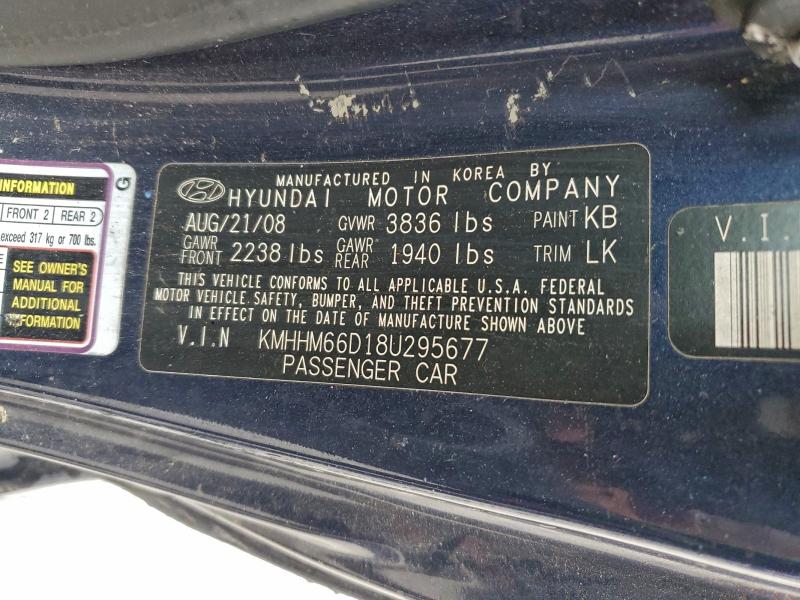 INFORMATION
FRONT 2 REAR 2
exceed 317 kg or 700 lbs.
SEE OWNER'S
MANUAL FOR
ADDITIONAL
INFORMATION
G
MANUFACTURED IN KOREA BY
HYUNDAI MOTOR COMPANY
AUG/21/08 GVWR 3836 lbs PAINT KB
GAWR FRONT 2238 lbs GAWR REAR 1940 lbs TRIM LK
THIS VEHICLE CONFORMS TO ALL APPLICABLE U.S.A. FEDERAL
MOTOR VEHICLE SAFETY, BUMPER, AND THEFT PREVENTION STANDARDS
IN EFFECT ON THE DATE OF MANUFACTURE SHOWN ABOVE
V.I.N KMHHM66D18U295677
PASSENGER CAR
V.I.